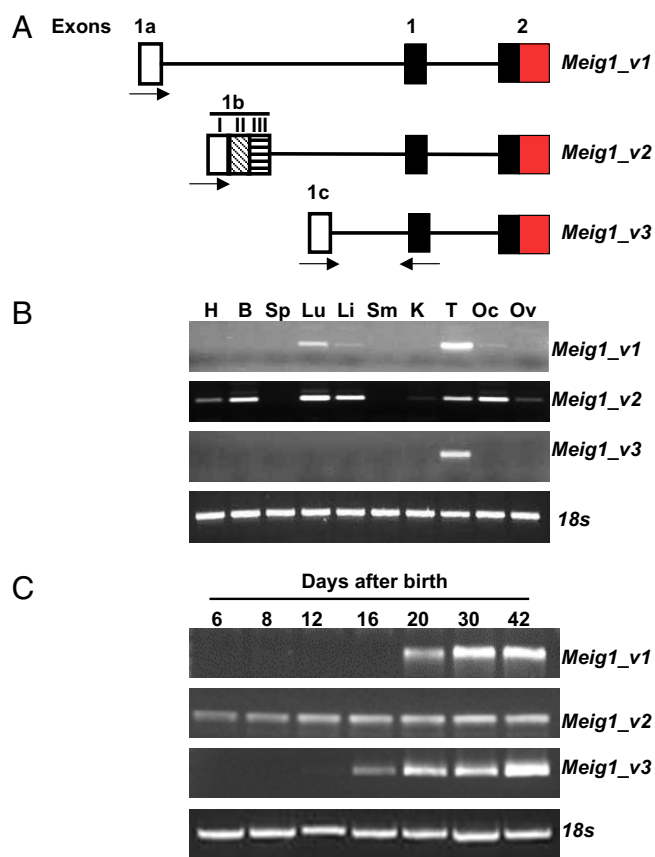 A Exons 1a 1 2
Meig1_v1
1b
I II III
Meig1_v2
1c
Meig1_v3
B H B Sp Lu Li Sm K T Oc Ov
Meig1_v1
Meig1_v2
Meig1_v3
18s
C Days after birth
6 8 12 16 20 30 42
Meig1_v1
Meig1_v2
Meig1_v3
18s